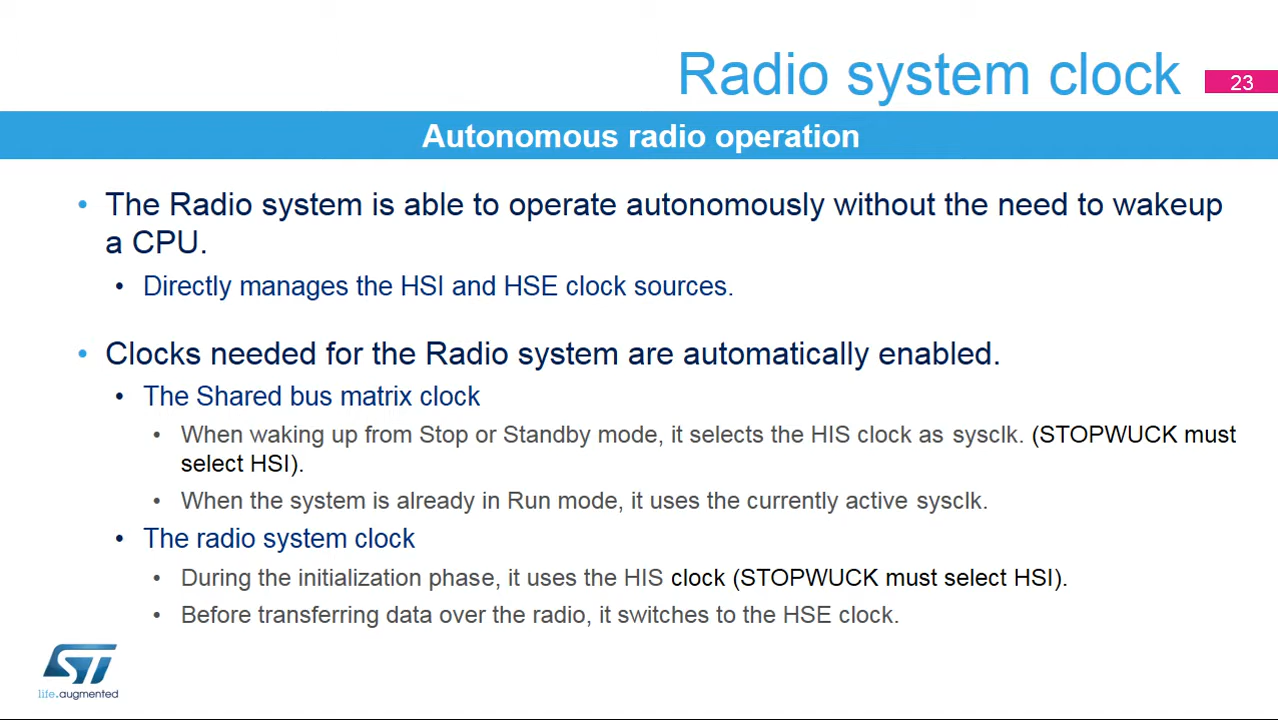 Radio system clock
23
Autonomous radio operation
• The Radio system is able to operate autonomously without the need to wakeup
a CPU.
• Directly manages the HSI and HSE clock sources.
• Clocks needed for the Radio system are automatically enabled.
• The Shared bus matrix clock
• When waking up from Stop or Standby mode, it selects the HIS clock as sysclk. (STOPWUCK must
select HSI).
• When the system is already in Run mode, it uses the currently active sysclk.
• The radio system clock
• During the initialization phase, it uses the HIS clock (STOPWUCK must select HSI).
• Before transferring data over the radio, it switches to the HSE clock.
ST
life.augmented